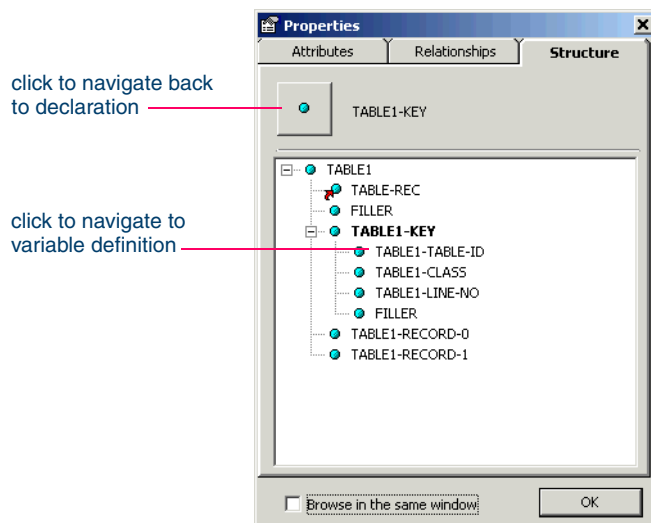 Properties
Attributes Relationships Structure
click to navigate back
to declaration
TABLE1-KEY
TABLE1
TABLE-REC
FILLER
click to navigate to
variable definition
TABLE1-KEY
TABLE1-TABLE-ID
TABLE1-CLASS
TABLE1-LINE-NO
FILLER
TABLE1-RECORD-0
TABLE1-RECORD-1
Browse in the same window
OK